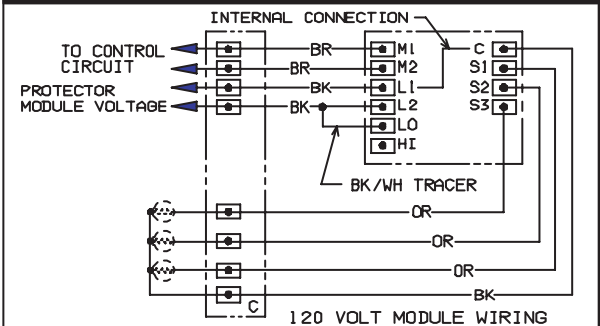 INTERNAL CONNECTION
TO CONTROL
CIRCUIT
PROTECTOR
MODULE VOLTAGE
BR
BR
BK
BK
M1
M2
L1
L2
LO
HI
C
S1
S2
S3
BK/WH TRACER
OR
OR
OR
BK
C
120 VOLT MODULE WIRING